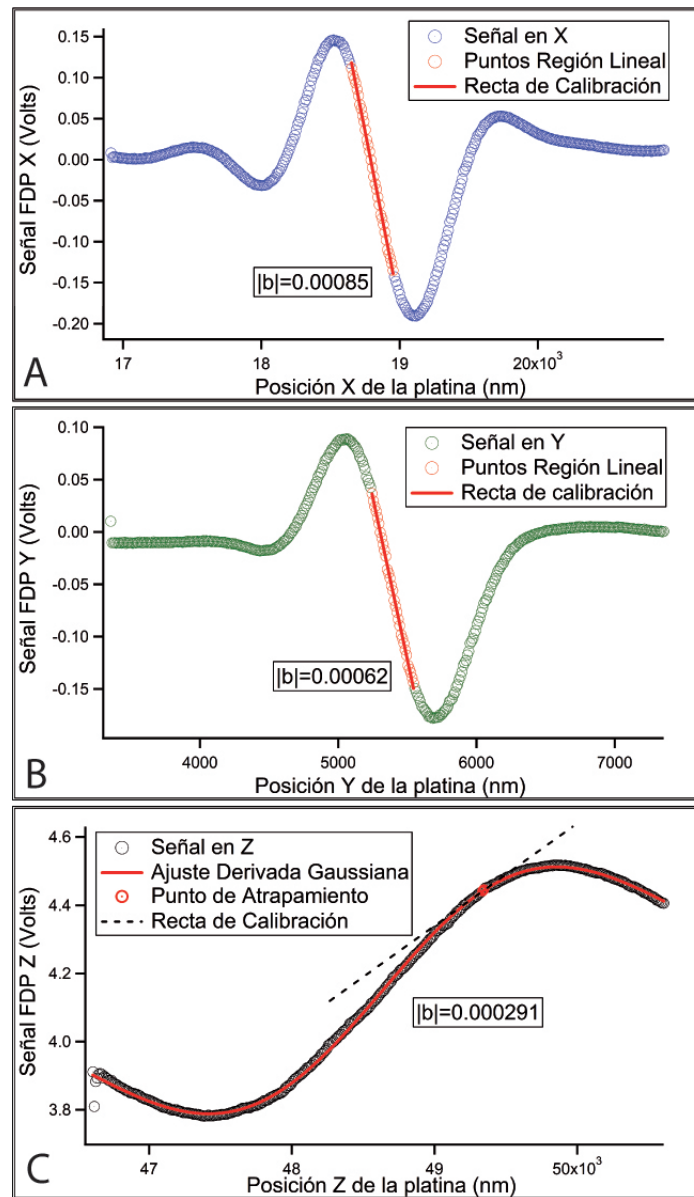 0.15
0.10
0.05
0.00
-0.05
-0.10
-0.15
-0.20
Señal FDP X (Volts)
Señal en X
Puntos Región Lineal
Recta de Calibración
|b|=0.00085
17
18
19
20x10³
Posición X de la platina (nm)
A
0.10
0.05
0.00
-0.05
-0.10
-0.15
Señal FDP Y (Volts)
Señal en Y
Puntos Región Lineal
Recta de calibración
|b|=0.00062
4000
5000
6000
7000
Posición Y de la platina (nm)
B
4.6
4.4
4.2
4.0
3.8
Señal FDP Z (Volts)
Señal en Z
Ajuste Derivada Gaussiana
Punto de Atrapamiento
Recta de Calibración
|b|=0.000291
47
48
49
50x10³
Posición Z de la platina (nm)
C